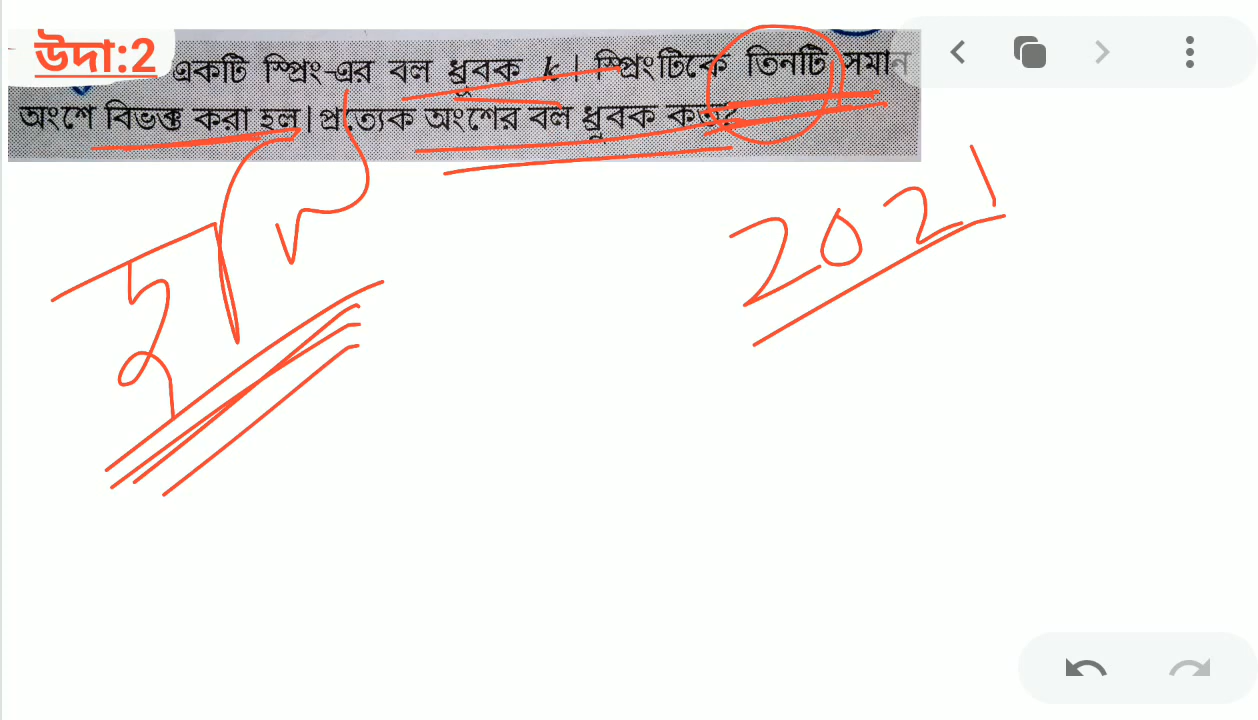 উদা:2
একটি স্প্রিং-এর বল ধ্রুবক k। স্প্রিংটিকে তিনটি সমান
অংশে বিভক্ত করা হল। প্রত্যেক অংশের বল ধ্রুবক কত?
2021